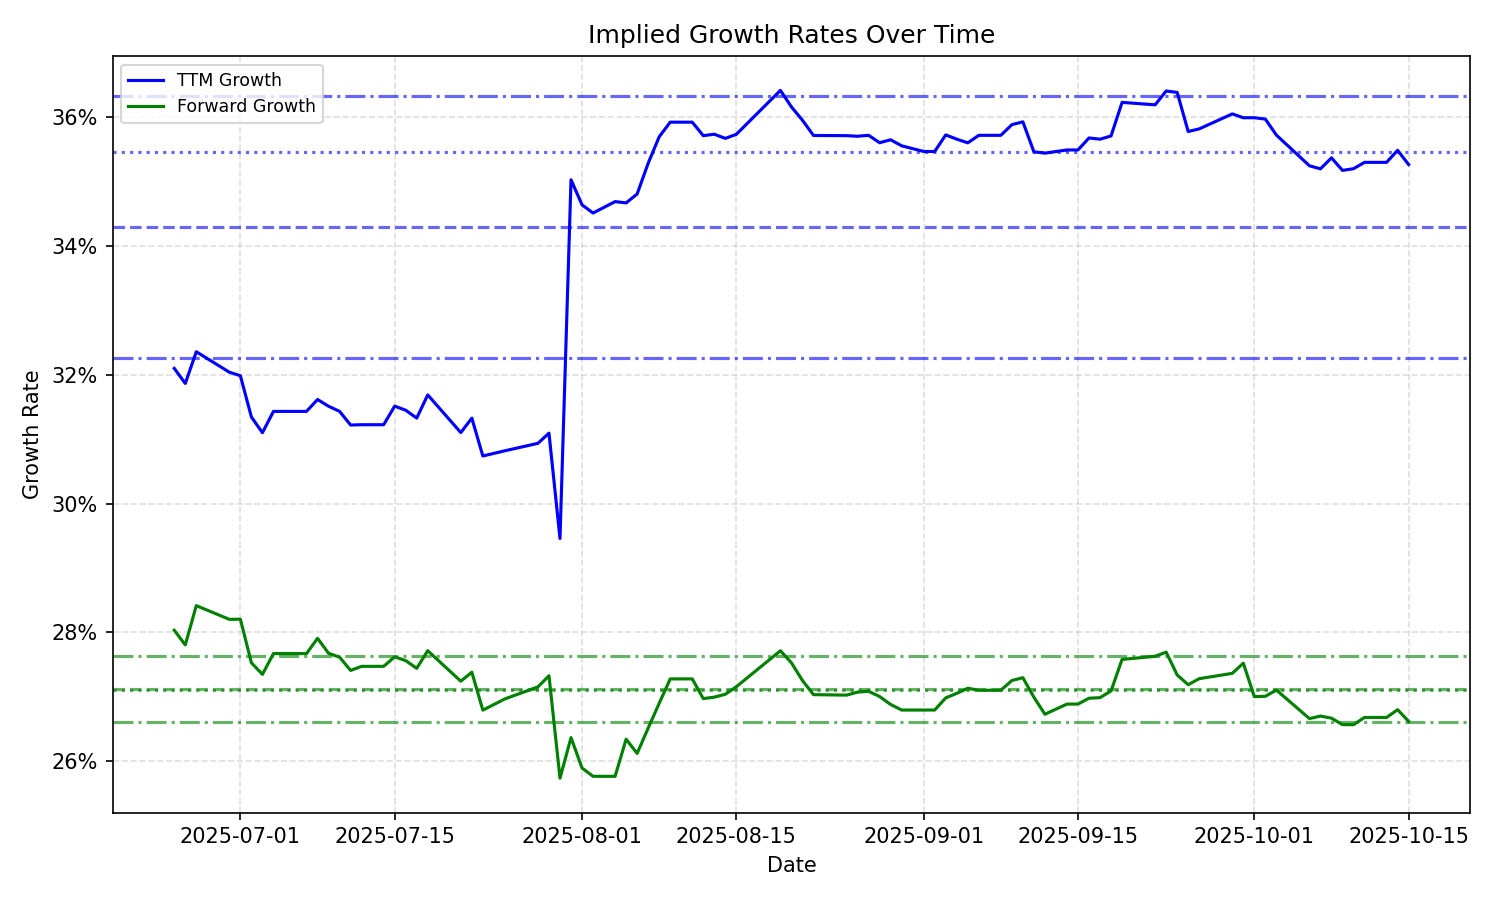 Implied Growth Rates Over Time
TTM Growth
Forward Growth
36%
34%
32%
30%
28%
26%
Growth Rate
2025-07-01
2025-07-15
2025-08-01
2025-08-15
2025-09-01
2025-09-15
2025-10-01
2025-10-15
Date